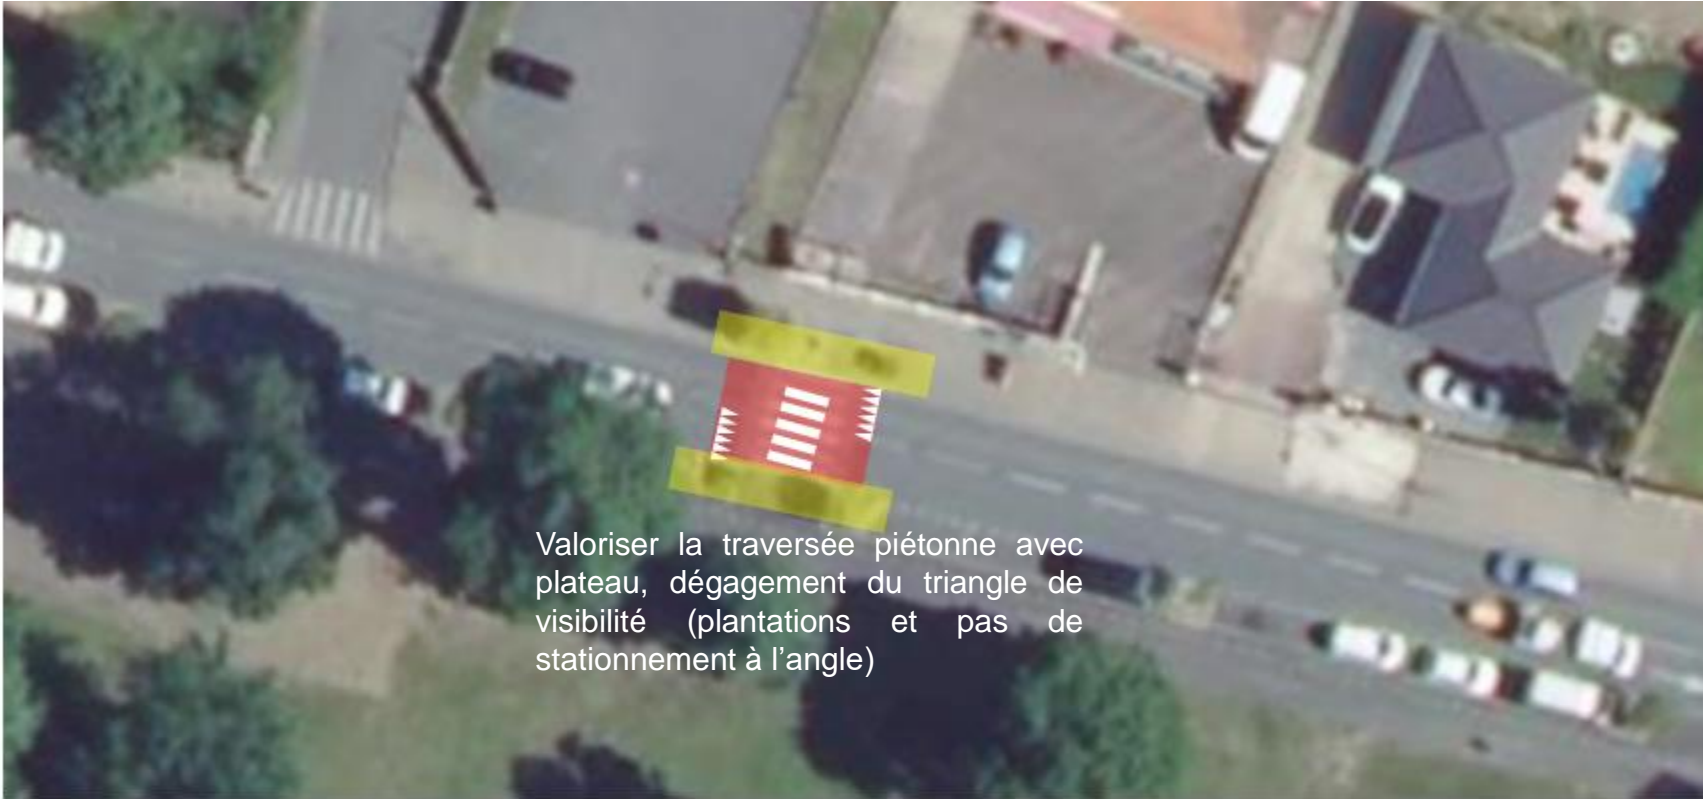 Valoriser la traversée piétonne avec
plateau, dégagement du triangle de
visibilité (plantations et pas de
stationnement à l’angle)